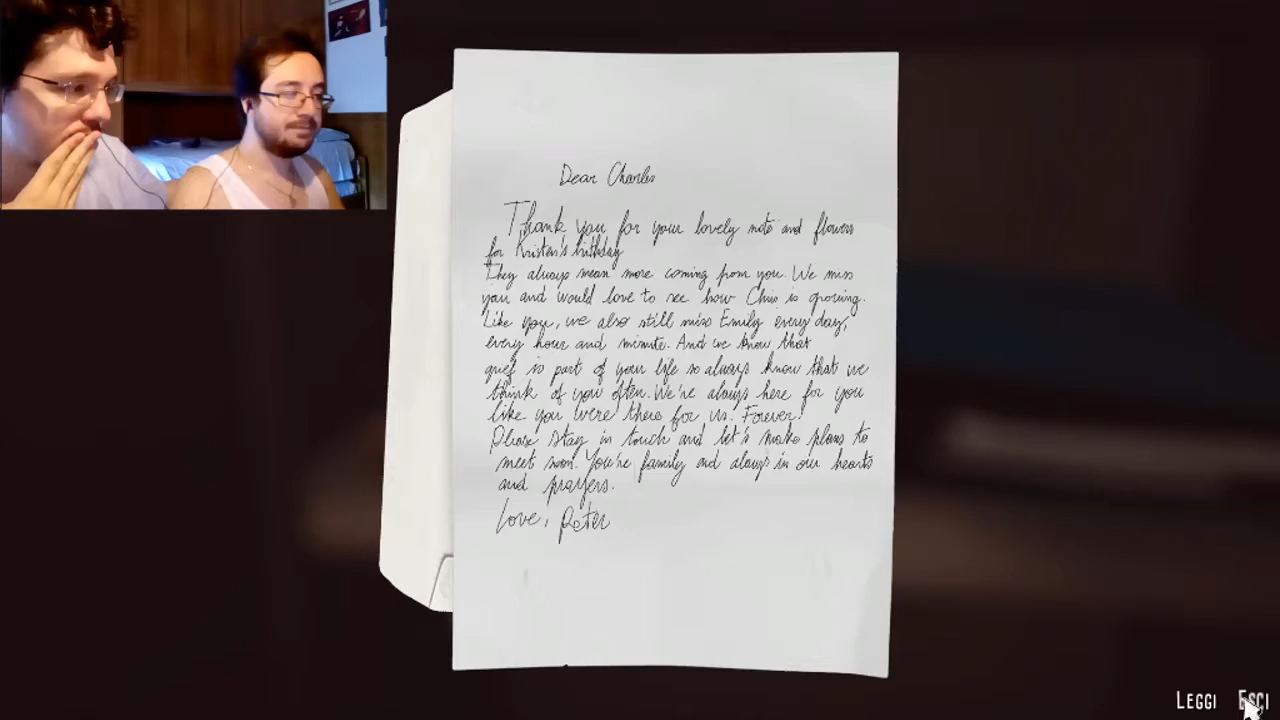 Dear Charles
Thank you for your lovely note and flowers
for Kristen's birthday
They always mean more coming from you. We miss
you and would love to see how Chris is growing.
Like you, we also still miss Emily every day,
every hour and minute. And we know that
grief is part of your life so always know that we
think of you often. We're always here for you
like you were there for us. Forever!
Please stay in touch and let's make plans to
meet soon. You're family and always in our hearts
and prayers.
Love, Peter
LEGGI ESCI